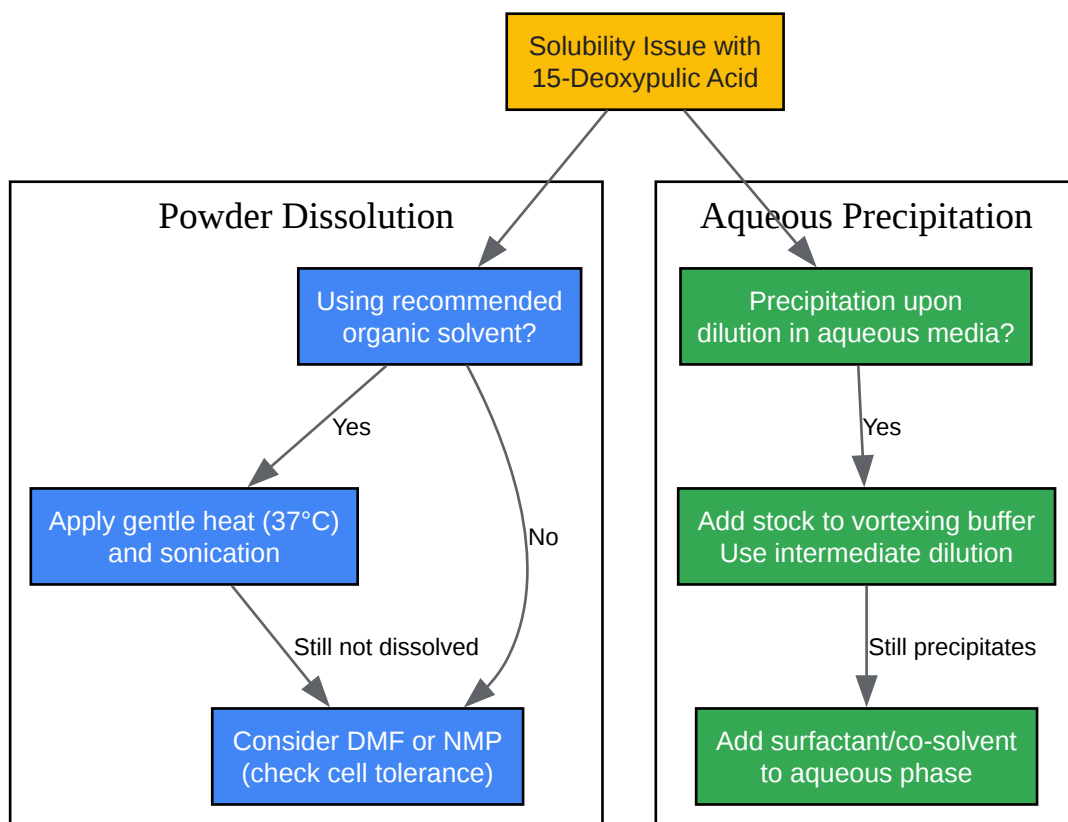 Solubility Issue with
15-Deoxypulic Acid
Powder Dissolution
Using recommended
organic solvent?
Yes
No
Apply gentle heat (37°C)
and sonication
Still not dissolved
Consider DMF or NMP
(check cell tolerance)
Aqueous Precipitation
Precipitation upon
dilution in aqueous media?
Yes
Add stock to vortexing buffer
Use intermediate dilution
Still precipitates
Add surfactant/co-solvent
to aqueous phase